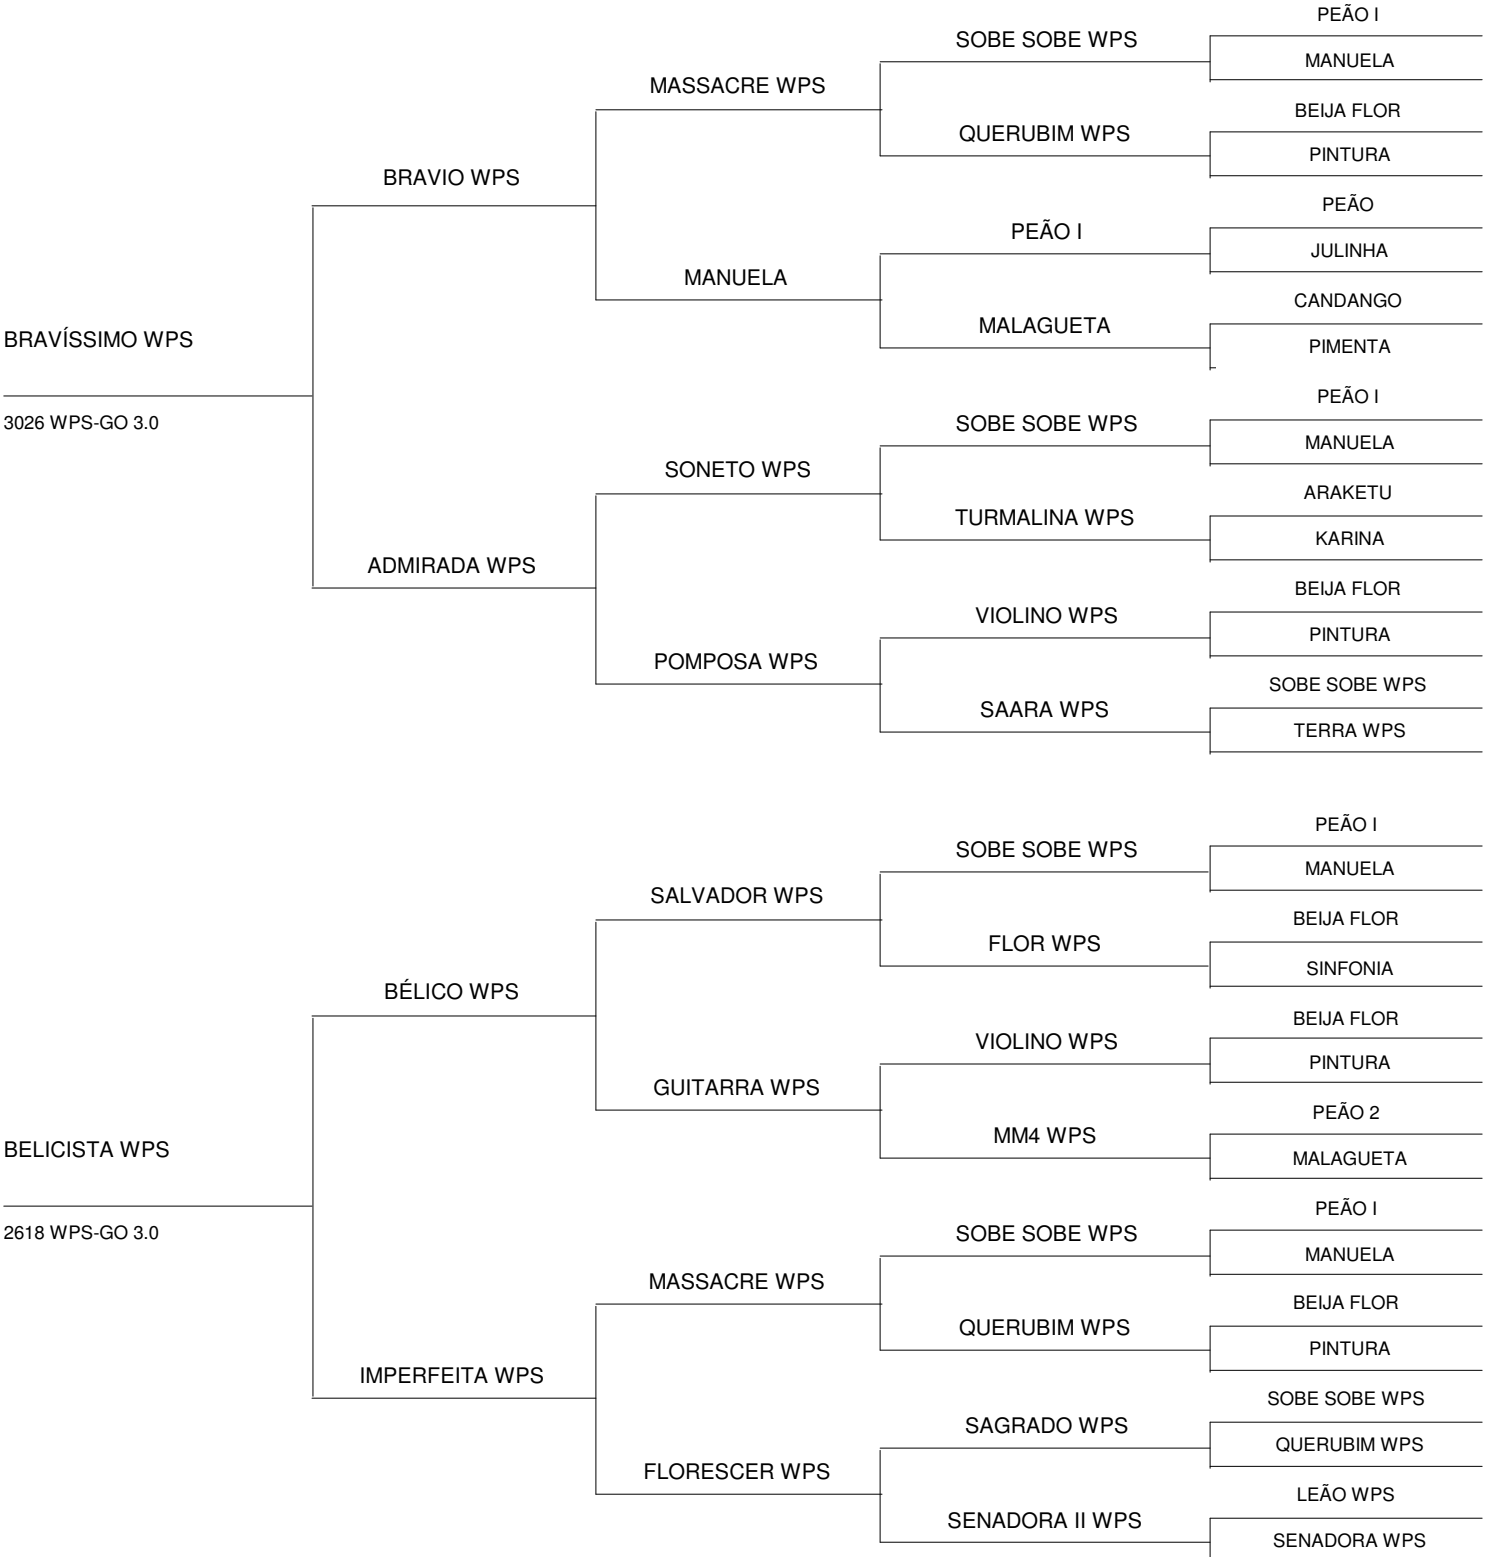 PEÃO I
SOBE SOBE WPS
MANUELA
MASSACRE WPS
BEIJA FLOR
QUERUBIM WPS
PINTURA
BRAVIO WPS
PEÃO
PEÃO I
JULINHA
MANUELA
CANDANGO
MALAGUETA
PIMENTA
BRAVÍSSIMO WPS
3026 WPS-GO 3.0
PEÃO I
SOBE SOBE WPS
MANUELA
SONETO WPS
ARAKETU
TURMALINA WPS
KARINA
ADMIRADA WPS
BEIJA FLOR
VIOLINO WPS
PINTURA
POMPOSA WPS
SOBE SOBE WPS
SAARA WPS
TERRA WPS
PEÃO I
SOBE SOBE WPS
MANUELA
SALVADOR WPS
BEIJA FLOR
FLOR WPS
SINFONIA
BÉLICO WPS
BEIJA FLOR
VIOLINO WPS
PINTURA
GUITARRA WPS
PEÃO 2
MM4 WPS
MALAGUETA
BELICISTA WPS
2618 WPS-GO 3.0
PEÃO I
SOBE SOBE WPS
MANUELA
MASSACRE WPS
BEIJA FLOR
QUERUBIM WPS
PINTURA
IMPERFEITA WPS
SOBE SOBE WPS
SAGRADO WPS
QUERUBIM WPS
FLORESCER WPS
LEÃO WPS
SENADORA II WPS
SENADORA WPS